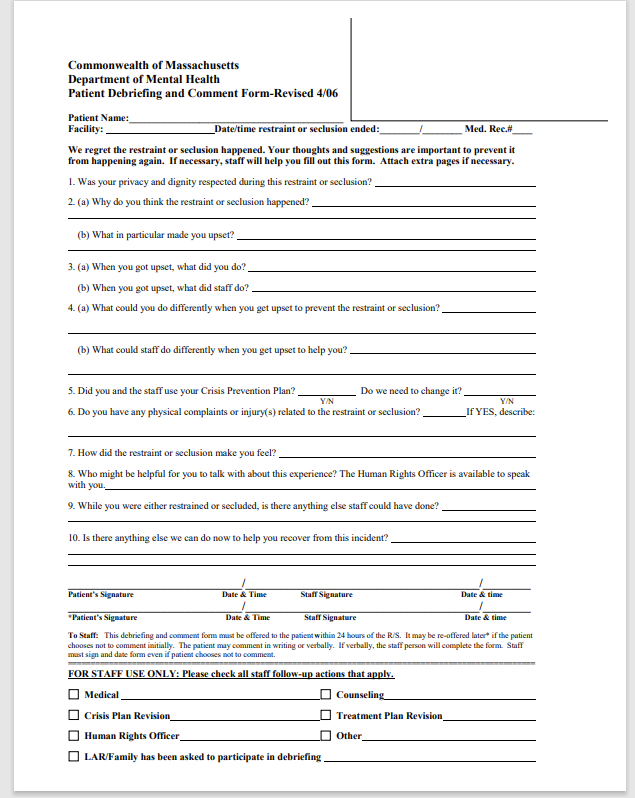 Commonwealth of Massachusetts
Department of Mental Health
Patient Debriefing and Comment Form-Revised 4/06
Patient Name:
Facility: Date/time restraint or seclusion ended: / Med. Rec.#
We regret the restraint or seclusion happened. Your thoughts and suggestions are important to prevent it
from happening again. If necessary, staff will help you fill out this form. Attach extra pages if necessary.
1. Was your privacy and dignity respected during this restraint or seclusion?
2. (a) Why do you think the restraint or seclusion happened?
(b) What in particular made you upset?
3. (a) When you got upset, what did you do?
(b) When you got upset, what did staff do?
4. (a) What could you do differently when you get upset to prevent the restraint or seclusion?
(b) What could staff do differently when you get upset to help you?
5. Did you and the staff use your Crisis Prevention Plan? Do we need to change it?
Y/N Y/N
6. Do you have any physical complaints or injury(s) related to the restraint or seclusion? If YES, describe:
7. How did the restraint or seclusion make you feel?
8. Who might be helpful for you to talk with about this experience? The Human Rights Officer is available to speak
with you.
9. While you were either restrained or secluded, is there anything else staff could have done?
10. Is there anything else we can do now to help you recover from this incident?
/ /
Patient's Signature Date & Time Staff Signature Date & time
/ /
*Patient's Signature Date & Time Staff Signature Date & time
To Staff: This debriefing and comment form must be offered to the patient within 24 hours of the R/S. It may be re-offered later* if the patient
chooses not to comment initially. The patient may comment in writing or verbally. If verbally, the staff person will complete the form. Staff
must sign and date form even if patient chooses not to comment.
FOR STAFF USE ONLY: Please check all staff follow-up actions that apply.
☐ Medical ☐ Counseling
☐ Crisis Plan Revision ☐ Treatment Plan Revision
☐ Human Rights Officer ☐ Other
☐ LAR/Family has been asked to participate in debriefing